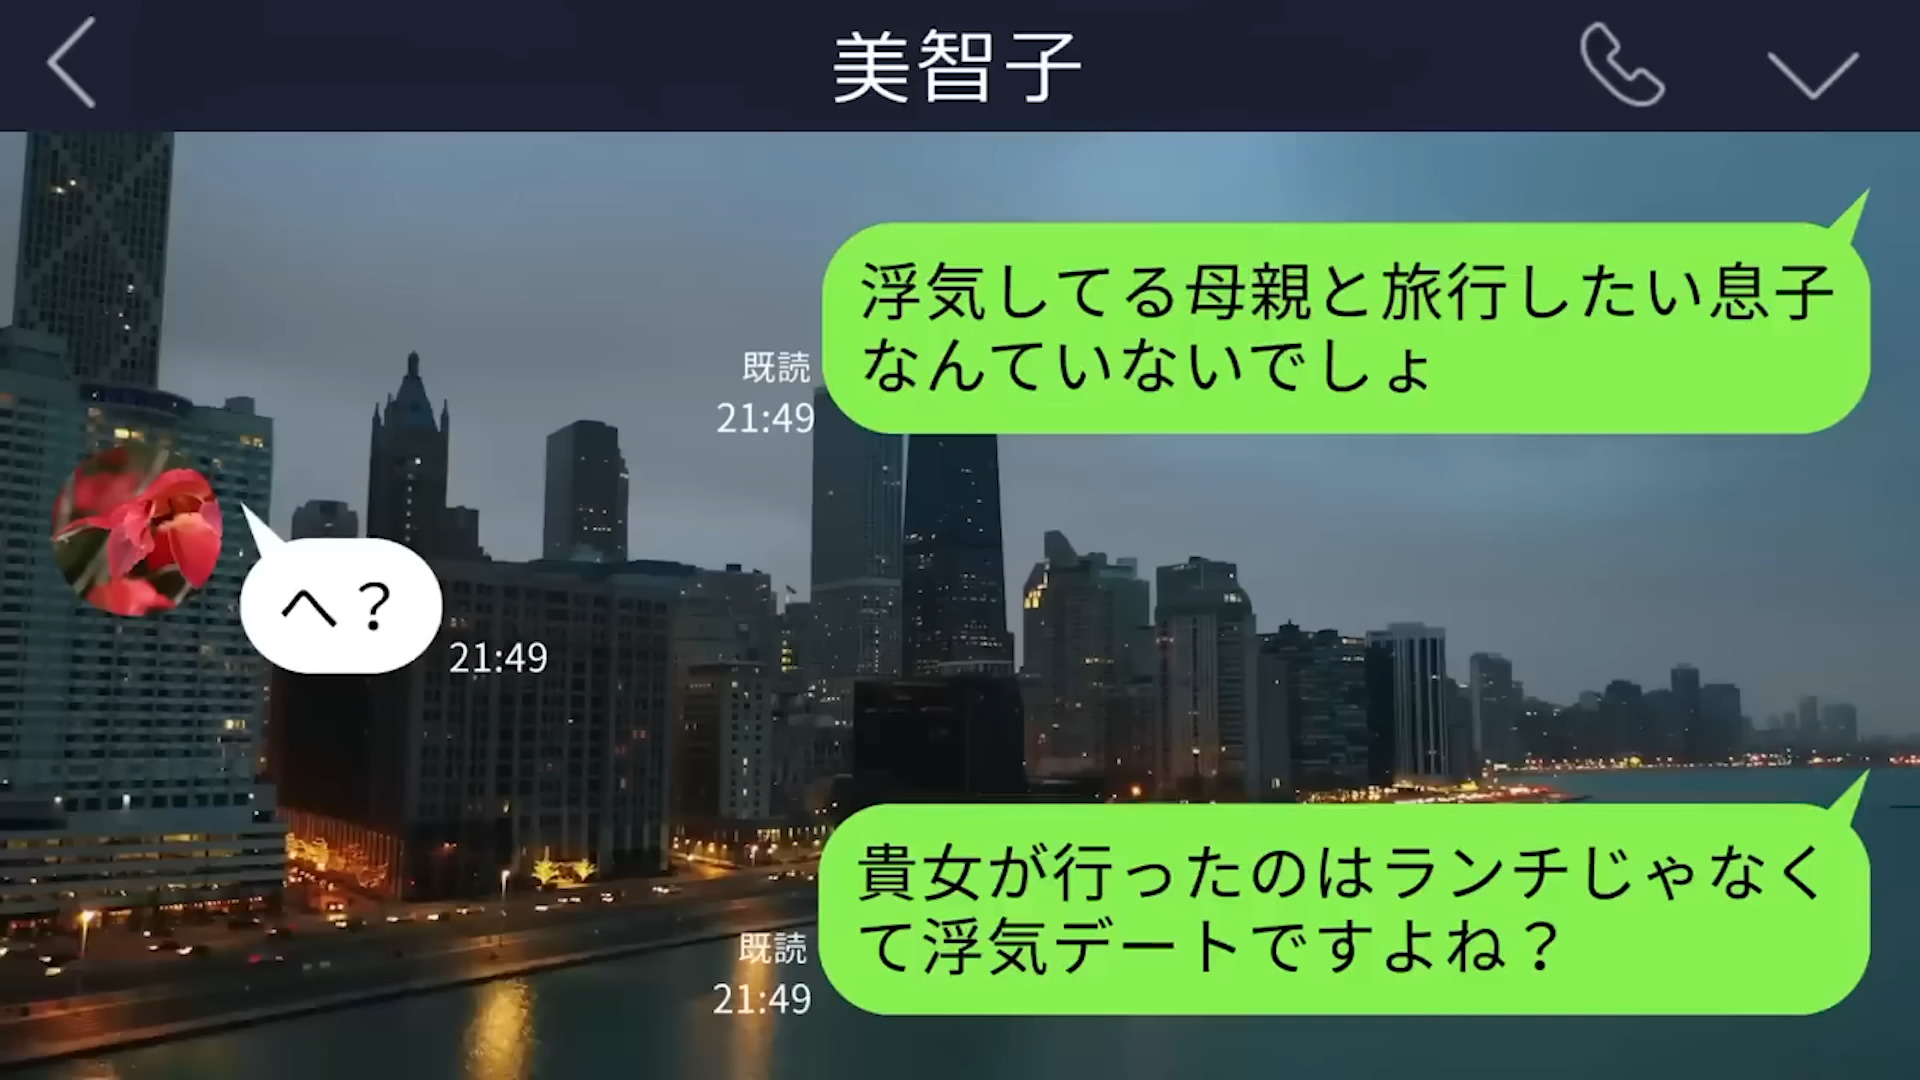 美智子
浮気してる母親と旅行したい息子
なんていないでしょ
既読
21:49
へ？
21:49
貴女が行ったのはランチじゃなく
て浮気デートですよね？
既読
21:49